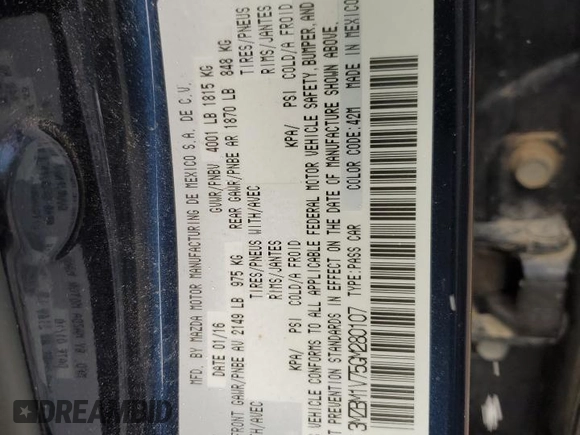 MFD. BY MAZDA MOTOR MANUFACTURING DE MEXICO S.A. DE C.V.
DATE 01/16 GVWR/PNBV 4001 LB 1815 KG
FRONT GAWR/PNBE AV 2149 LB 975 KG REAR GAWR/PNBE AR 1870 LB 848 KG
WITH/AVEC TIRES/PNEUS WITH/AVEC TIRES/PNEUS
RIMS/JANTES RIMS/JANTES
KPA/ PSI COLD/A FROID KPA/ PSI COLD/A FROID
VEHICLE CONFORMS TO ALL APPLICABLE FEDERAL MOTOR VEHICLE SAFETY, BUMPER, AND
PREVENTION STANDARDS IN EFFECT ON THE DATE OF MANUFACTURE SHOWN ABOVE.
COLOR CODE: 42M MADE IN MEXICO
3MZBM1V75GM280107 TYPE: PASS CAR
DEALERBIDCARS